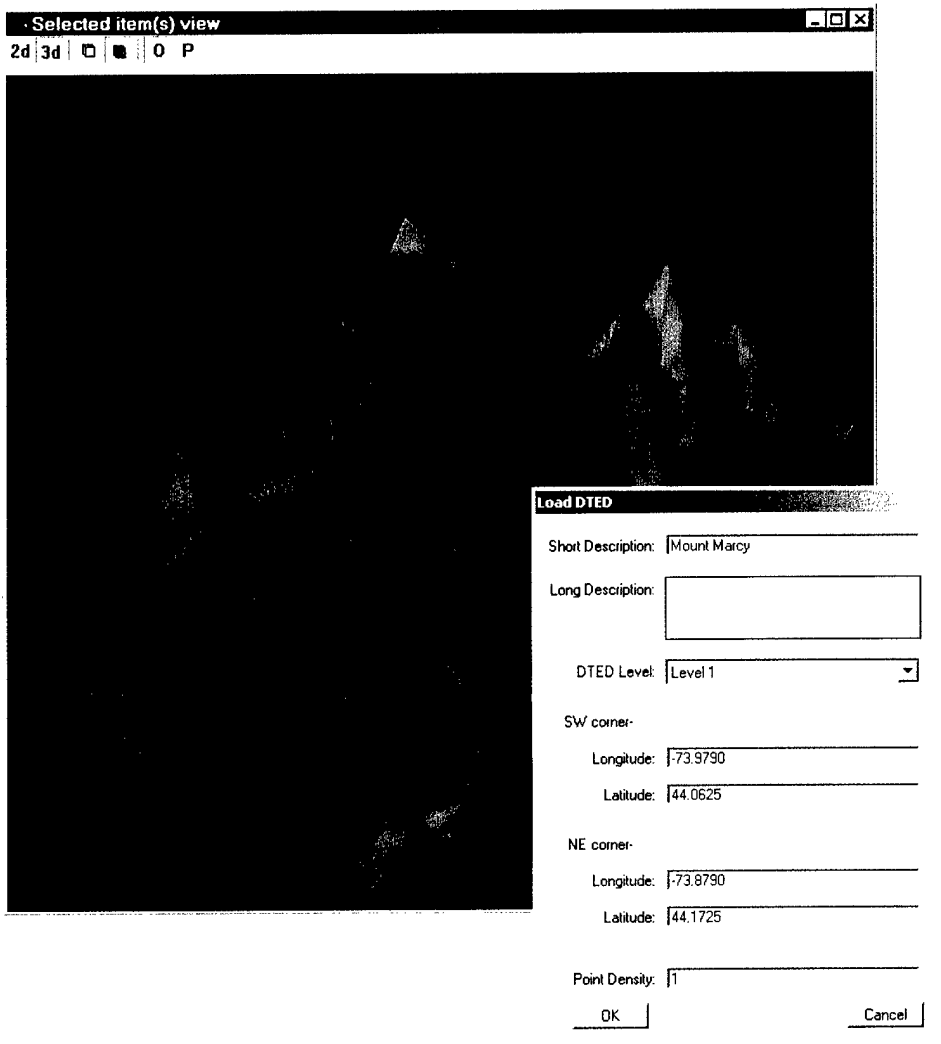 Selected item(s) view
2d 3d O P
Load DTED
Short Description: Mount Marcy
Long Description:
DTED Level: Level 1
SW corner-
Longitude: -73.9790
Latitude: 44.0625
NE corner-
Longitude: -73.8790
Latitude: 44.1725
Point Density: 1
OK Cancel